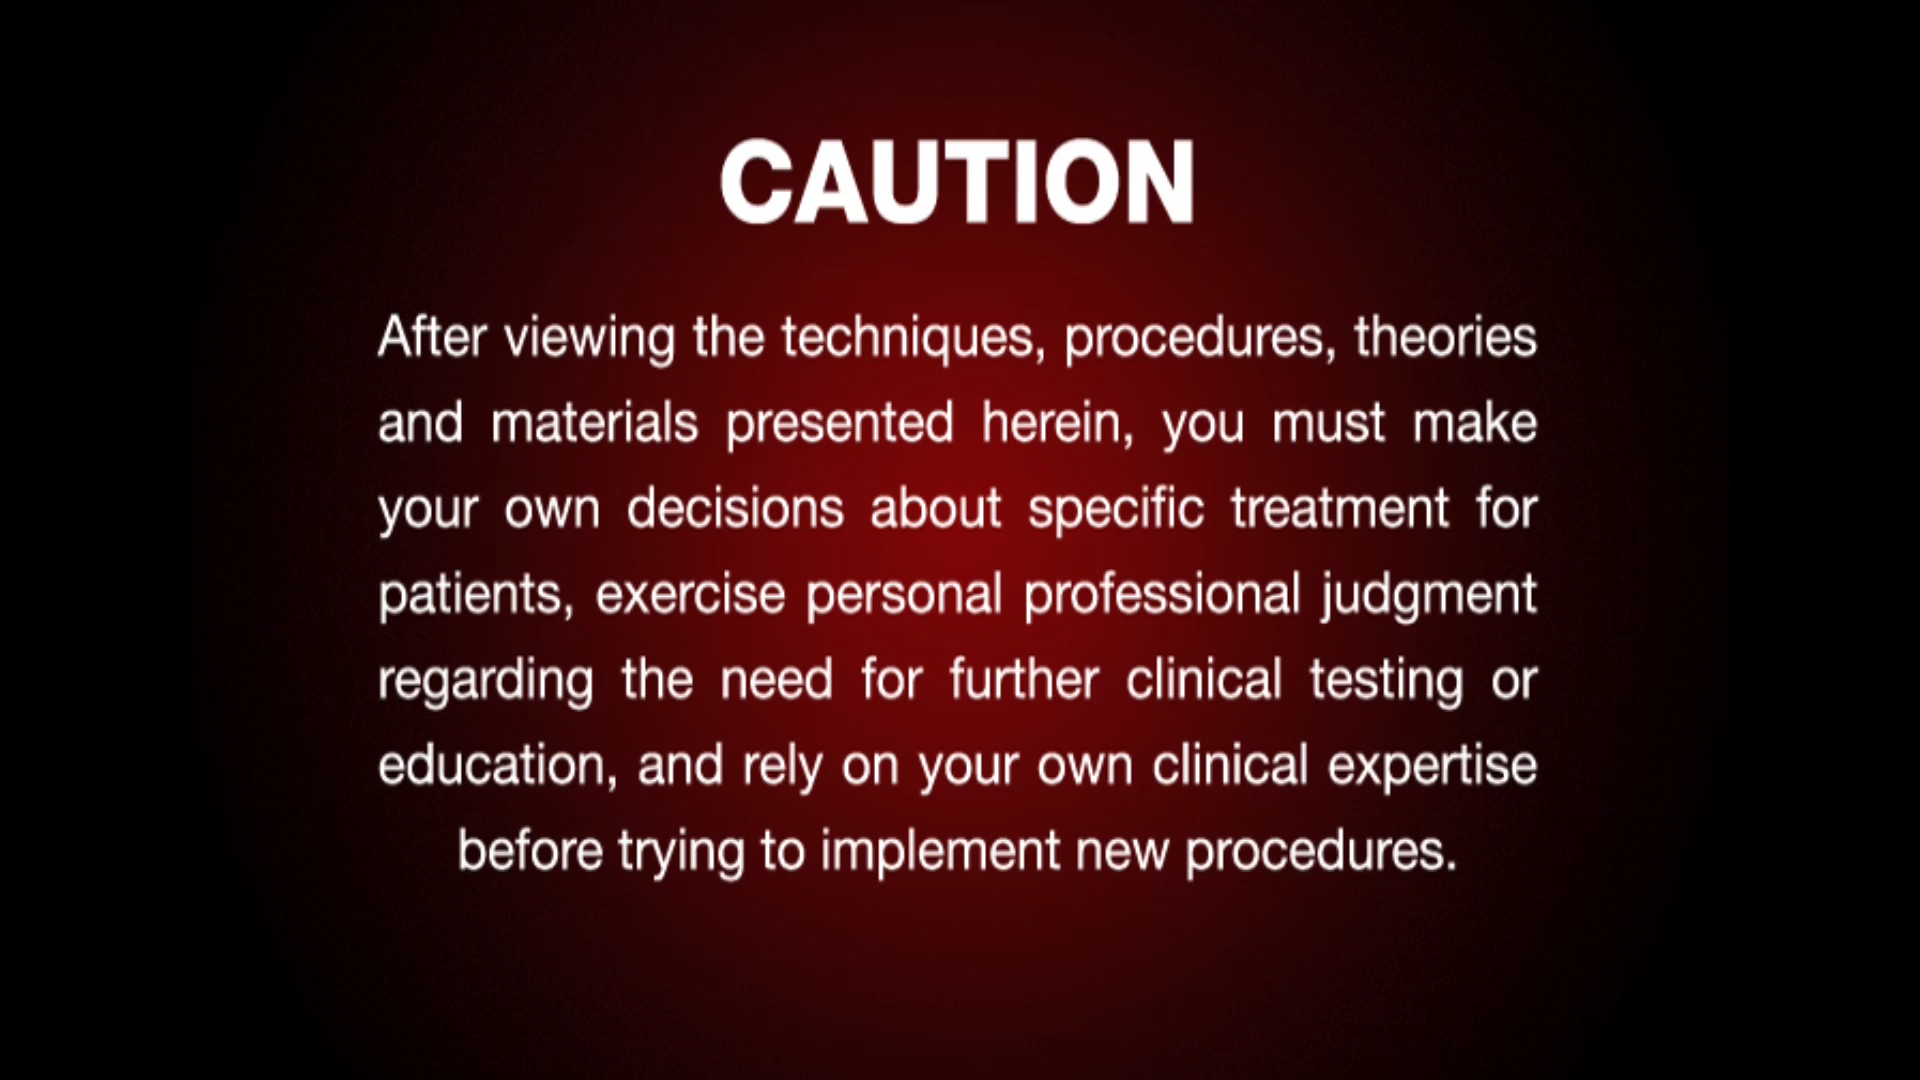 CAUTION
After viewing the techniques, procedures, theories
and materials presented herein, you must make
your own decisions about specific treatment for
patients, exercise personal professional judgment
regarding the need for further clinical testing or
education, and rely on your own clinical expertise
before trying to implement new procedures.